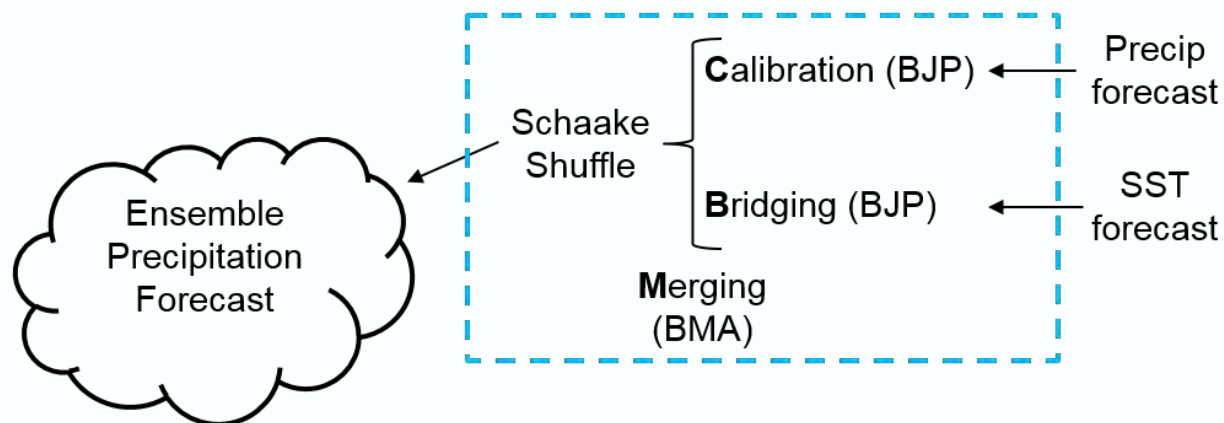 Ensemble
Precipitation
Forecast
Schaake
Shuffle
Calibration (BJP)
Bridging (BJP)
Merging
(BMA)
Precip
forecast
SST
forecast